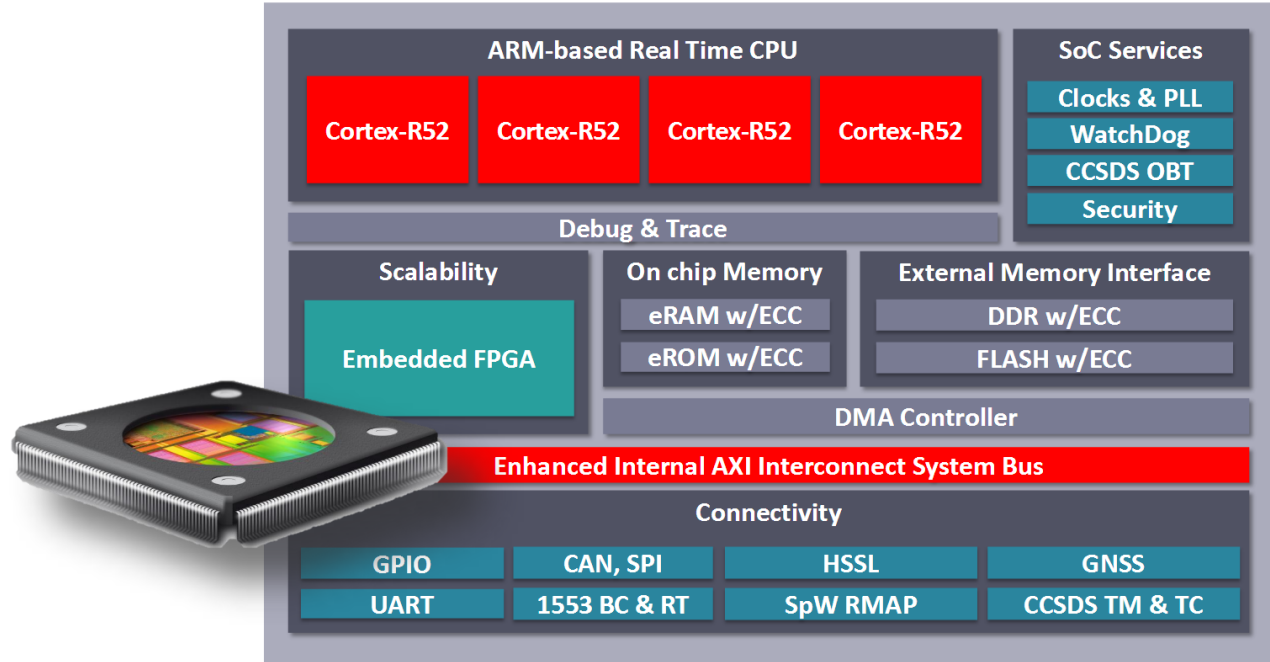 ARM-based Real Time CPU
Cortex-R52
Cortex-R52
Cortex-R52
Cortex-R52
SoC Services
Clocks & PLL
WatchDog
CCSDS OBT
Security
Debug & Trace
Scalability
Embedded FPGA
On chip Memory
eRAM w/ECC
eROM w/ECC
External Memory Interface
DDR w/ECC
FLASH w/ECC
DMA Controller
Enhanced Internal AXI Interconnect System Bus
Connectivity
GPIO
CAN, SPI
HSSL
GNSS
UART
1553 BC & RT
SpW RMAP
CCSDS TM & TC